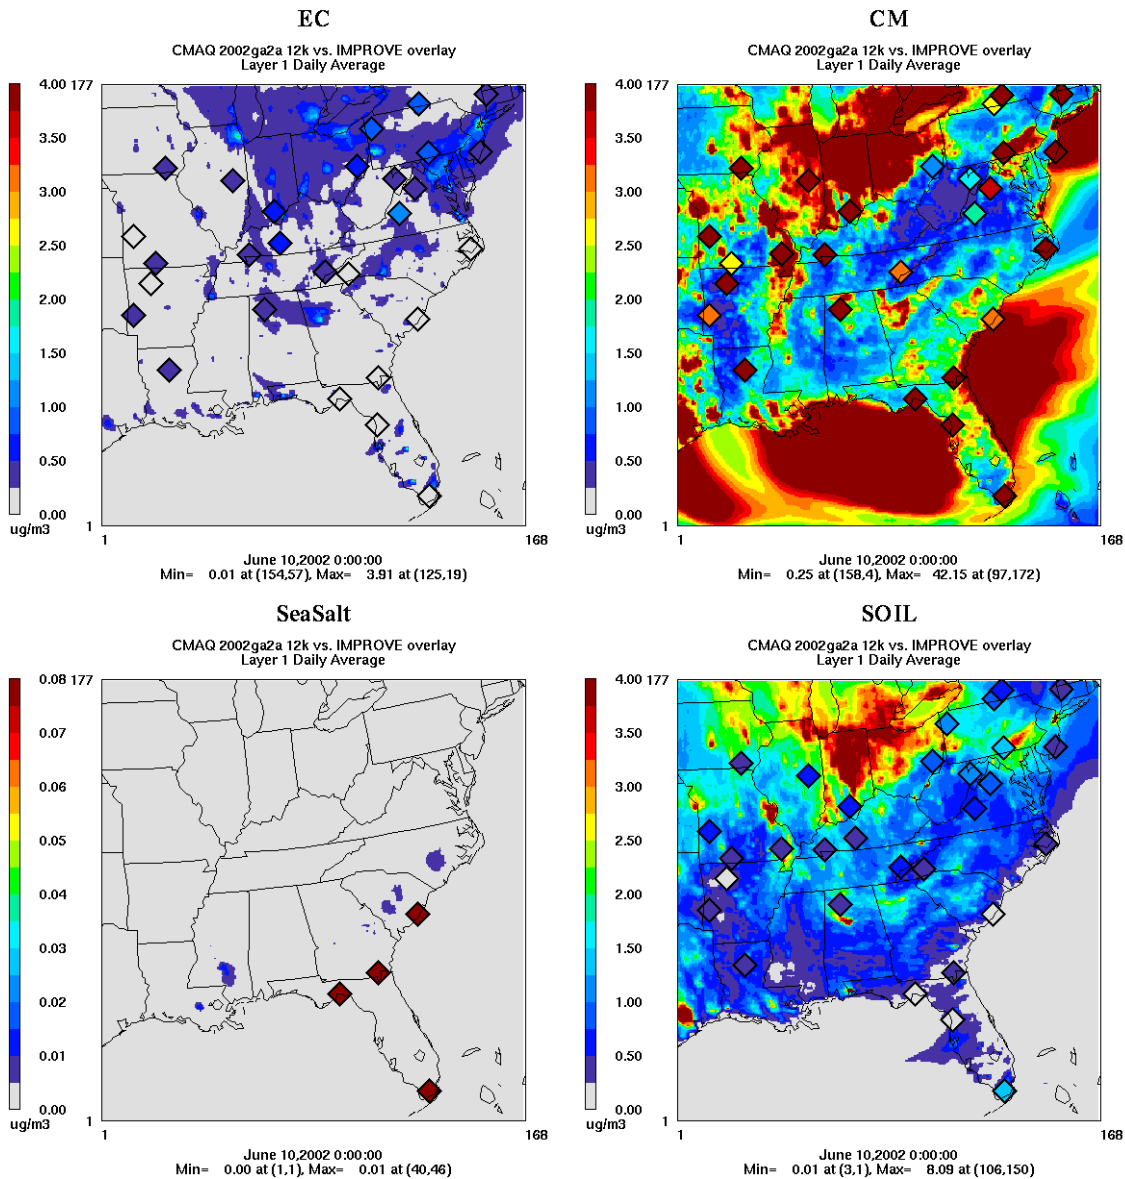 EC
CMAQ 2002ga2a 12k vs. IMPROVE overlay
Layer 1 Daily Average
4.00 177
3.50
3.00
2.50
2.00
1.50
1.00
0.50
0.00
ug/m3
1
1 168
June 10,2002 0:00:00
Min= 0.01 at (154,57), Max= 3.91 at (125,19)
CM
CMAQ 2002ga2a 12k vs. IMPROVE overlay
Layer 1 Daily Average
4.00 177
3.50
3.00
2.50
2.00
1.50
1.00
0.50
0.00
ug/m3
1
1 168
June 10,2002 0:00:00
Min= 0.25 at (158,4), Max= 42.15 at (97,172)
SeaSalt
CMAQ 2002ga2a 12k vs. IMPROVE overlay
Layer 1 Daily Average
0.08 177
0.07
0.06
0.05
0.04
0.03
0.02
0.01
0.00
ug/m3
1
1 168
June 10,2002 0:00:00
Min= 0.00 at (1,1), Max= 0.01 at (40,46)
SOIL
CMAQ 2002ga2a 12k vs. IMPROVE overlay
Layer 1 Daily Average
4.00 177
3.50
3.00
2.50
2.00
1.50
1.00
0.50
0.00
ug/m3
1
1 168
June 10,2002 0:00:00
Min= 0.01 at (3,1), Max= 8.09 at (106,150)